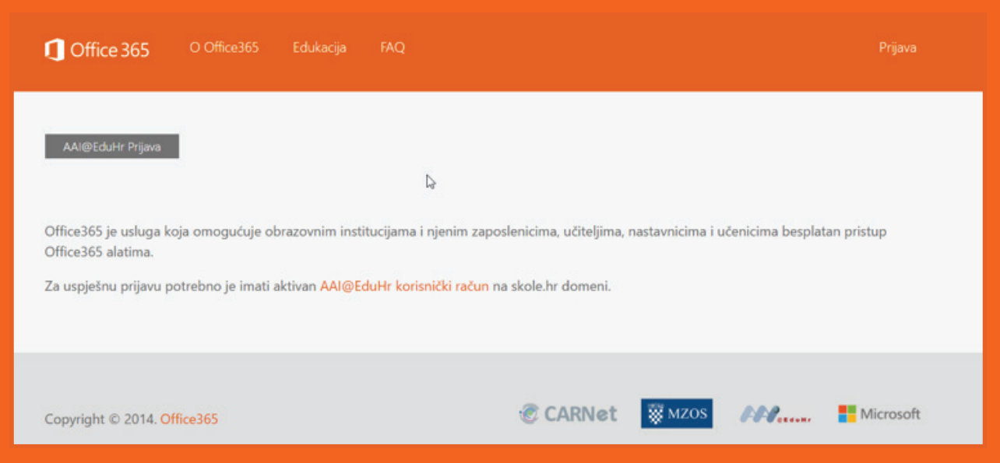 Office 365 O Office365 Edukacija FAQ Prijava
AAI@EduHr Prijava
Office365 je usluga koja omogućuje obrazovnim institucijama i njenim zaposlenicima, učiteljima, nastavnicima i učenicima besplatan pristup
Office365 alatima.
Za uspješnu prijavu potrebno je imati aktivan AAI@EduHr korisnički račun na skole.hr domeni.
Copyright © 2014. Office365 CARNet MZOS AAI@EduHr Microsoft